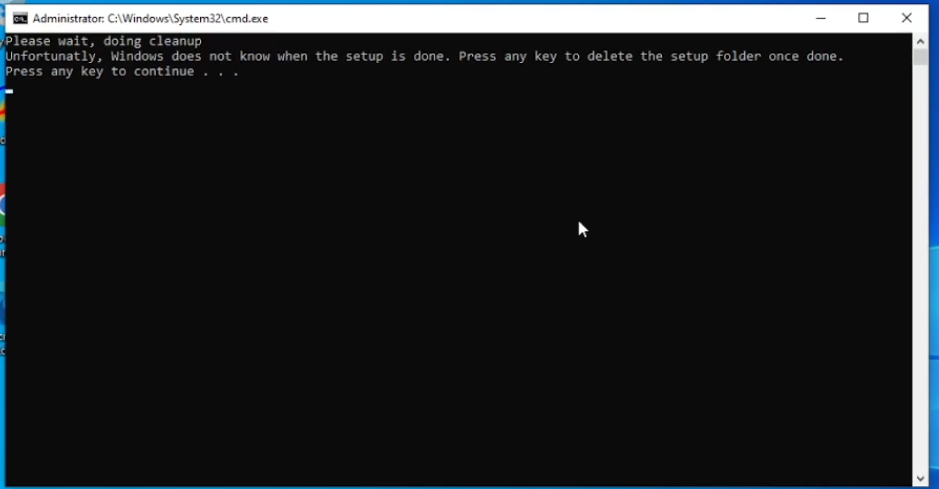 Administrator: C:\Windows\System32\cmd.exe
Please wait, doing cleanup
Unfortunatly, Windows does not know when the setup is done. Press any key to delete the setup folder once done.
Press any key to continue . . .